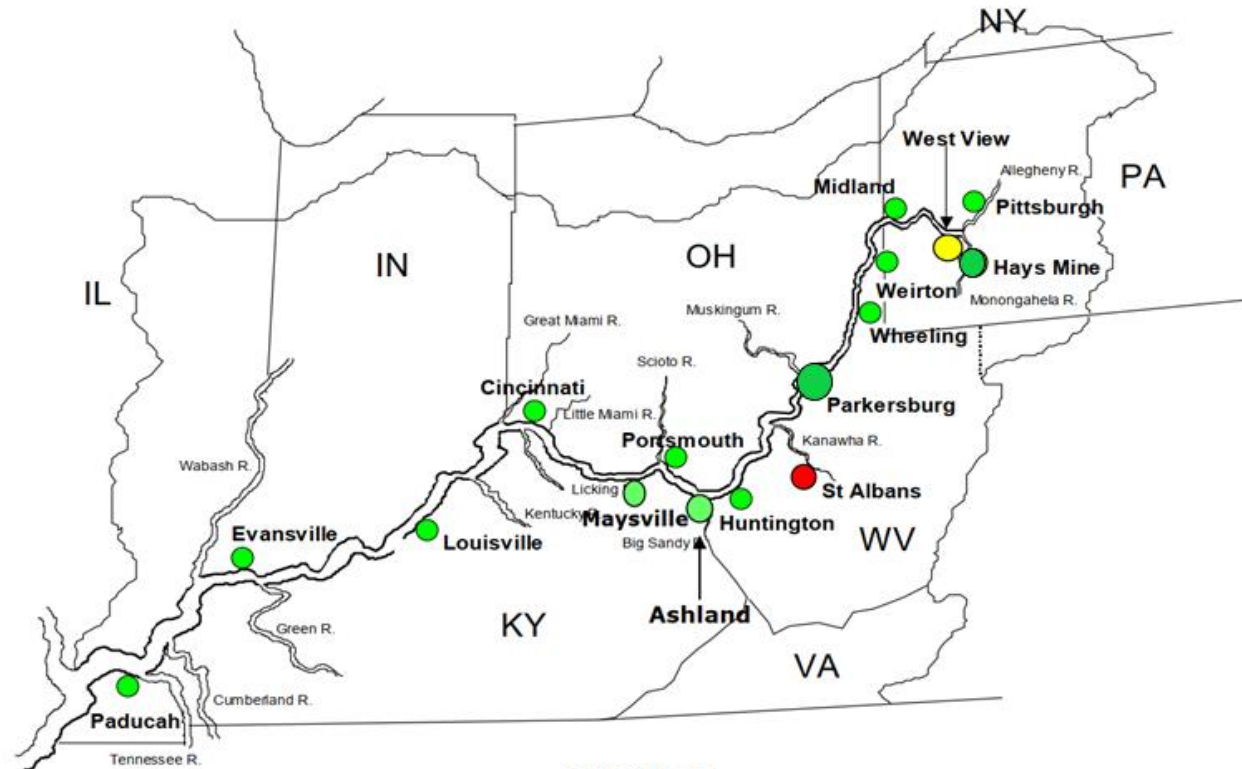 NY
West View
Allegheny R.
PA
Midland
Pittsburgh
OH
IN
Hays Mine
IL
Weirton
Monongahela R.
Muskingum R.
Great Miami R.
Wheeling
Scioto R.
Cincinnati
Parkersburg
Little Miami R.
Portsmouth
Kanawha R.
Wabash R.
St Albans
Licking
Maysville
Huntington
Kentucky
Evansville
Louisville
Big Sandy
WV
Ashland
KY
Green R.
VA
Cumberland R.
Paducah
Tennessee R.